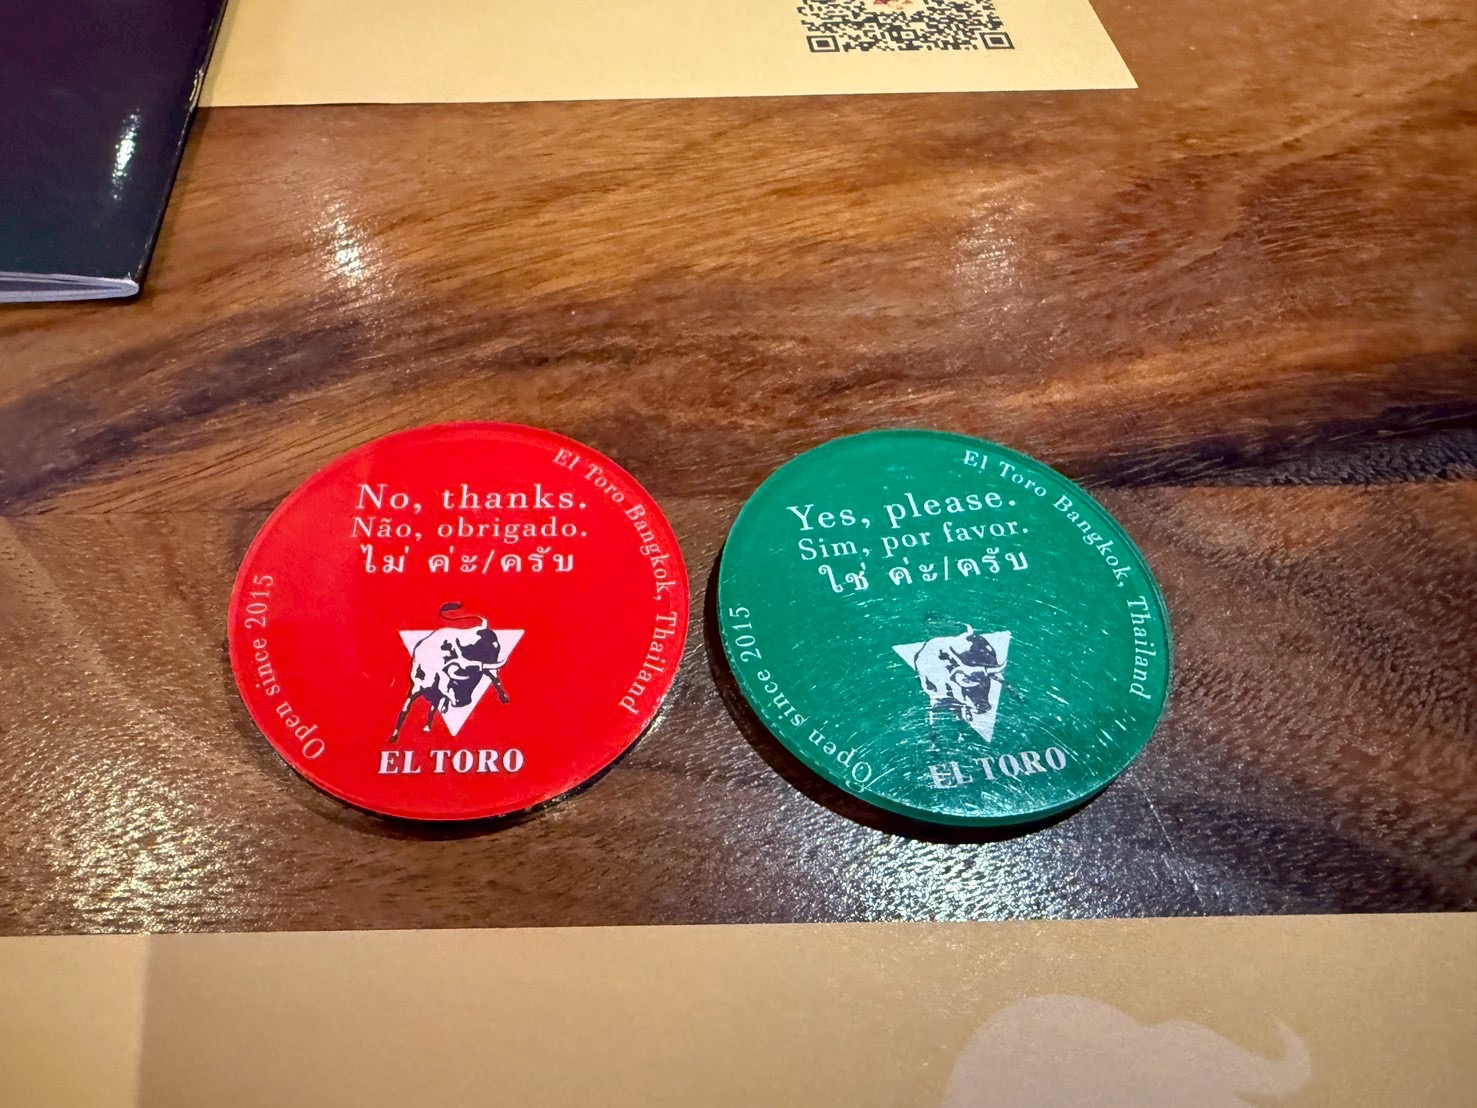 No, thanks.
Não, obrigado.
ไม่ ค่ะ/ครับ
Open since 2015
El Toro Bangkok, Thailand
EL TORO
Yes, please.
Sim, por favor.
ใช่ ค่ะ/ครับ
Open since 2015
El Toro Bangkok, Thailand
EL TORO